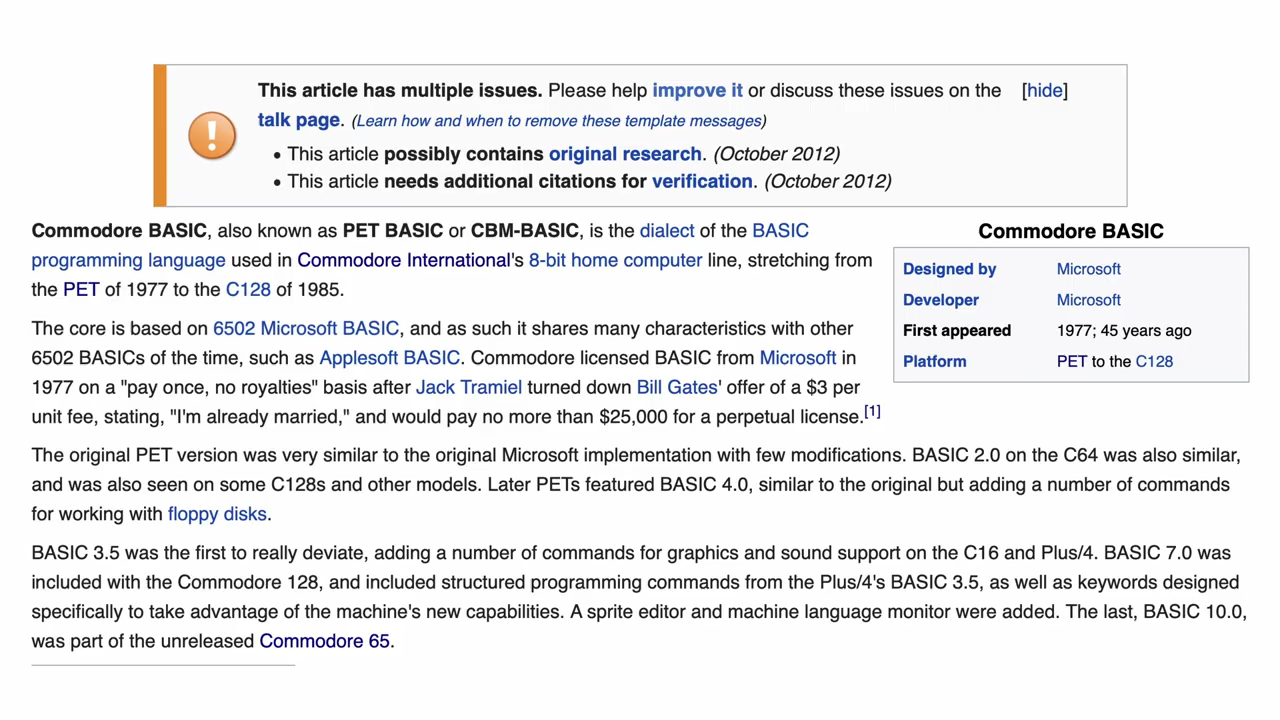 This article has multiple issues. Please help improve it or discuss these issues on the [hide]
talk page. (Learn how and when to remove these template messages)
• This article possibly contains original research. (October 2012)
• This article needs additional citations for verification. (October 2012)
Commodore BASIC, also known as PET BASIC or CBM-BASIC, is the dialect of the BASIC
programming language used in Commodore International's 8-bit home computer line, stretching from
the PET of 1977 to the C128 of 1985.
The core is based on 6502 Microsoft BASIC, and as such it shares many characteristics with other
6502 BASICs of the time, such as Applesoft BASIC. Commodore licensed BASIC from Microsoft in
1977 on a "pay once, no royalties" basis after Jack Tramiel turned down Bill Gates' offer of a $3 per
unit fee, stating, "I'm already married," and would pay no more than $25,000 for a perpetual license.[1]
Commodore BASIC
Designed by Microsoft
Developer Microsoft
First appeared 1977; 45 years ago
Platform PET to the C128
The original PET version was very similar to the original Microsoft implementation with few modifications. BASIC 2.0 on the C64 was also similar,
and was also seen on some C128s and other models. Later PETs featured BASIC 4.0, similar to the original but adding a number of commands
for working with floppy disks.
BASIC 3.5 was the first to really deviate, adding a number of commands for graphics and sound support on the C16 and Plus/4. BASIC 7.0 was
included with the Commodore 128, and included structured programming commands from the Plus/4's BASIC 3.5, as well as keywords designed
specifically to take advantage of the machine's new capabilities. A sprite editor and machine language monitor were added. The last, BASIC 10.0,
was part of the unreleased Commodore 65.